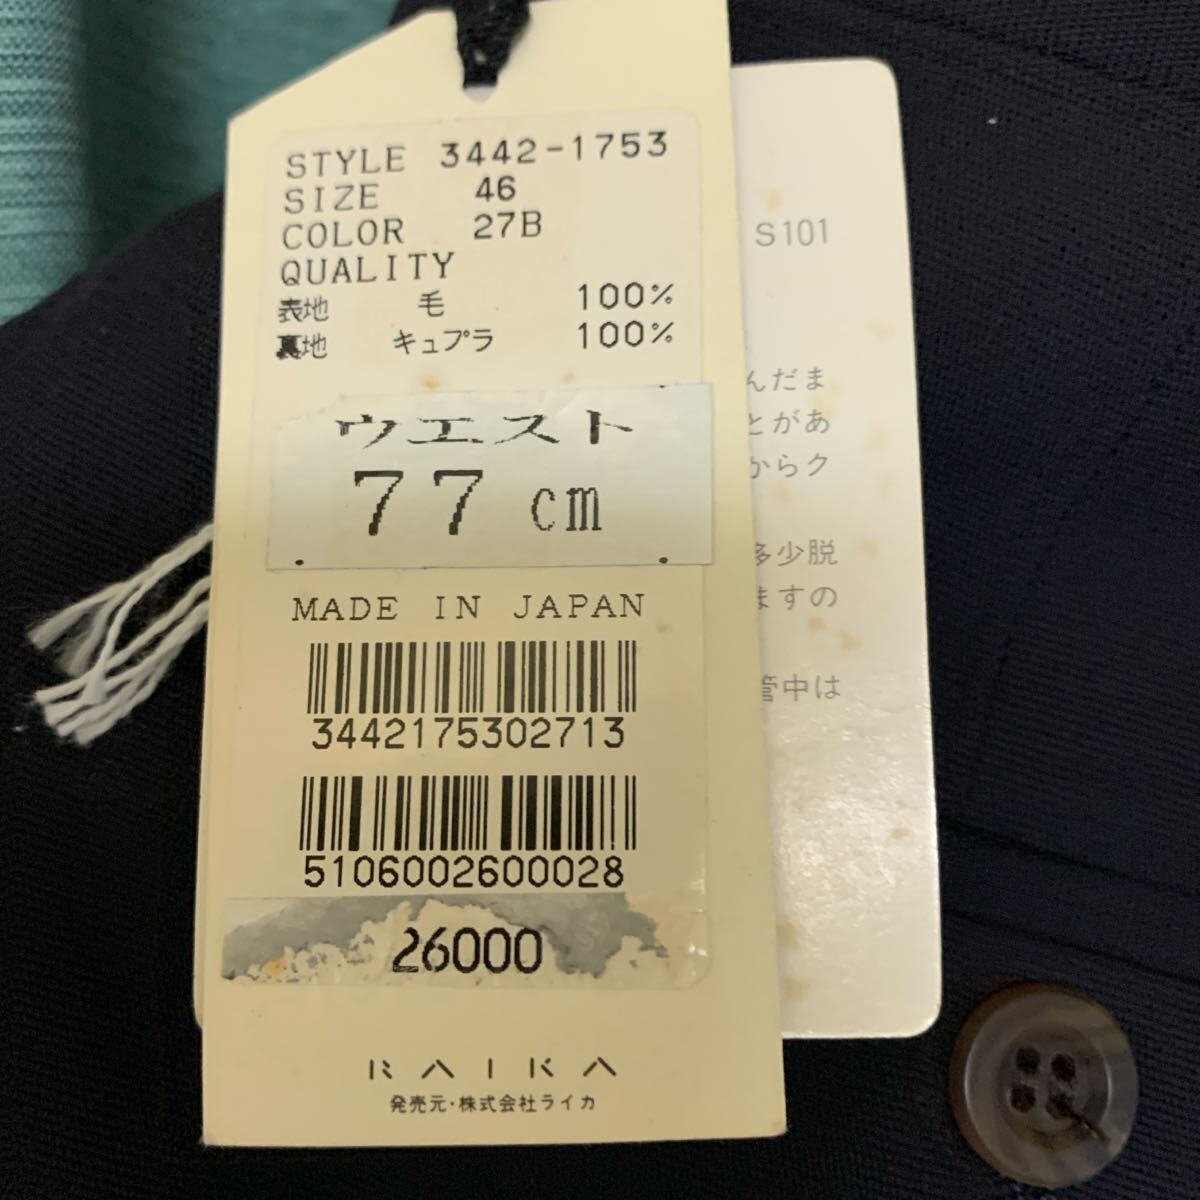 STYLE 3442-1753
SIZE 46
COLOR 27B
QUALITY
表地 毛 100%
裏地 キュプラ 100%
ウエスト
77 cm
MADE IN JAPAN
3442175302713
5106002600028
26000
RAIKA
発売元・株式会社ライカ
S101
んだま
とがあ
からク
多少脱
ますの
管中は